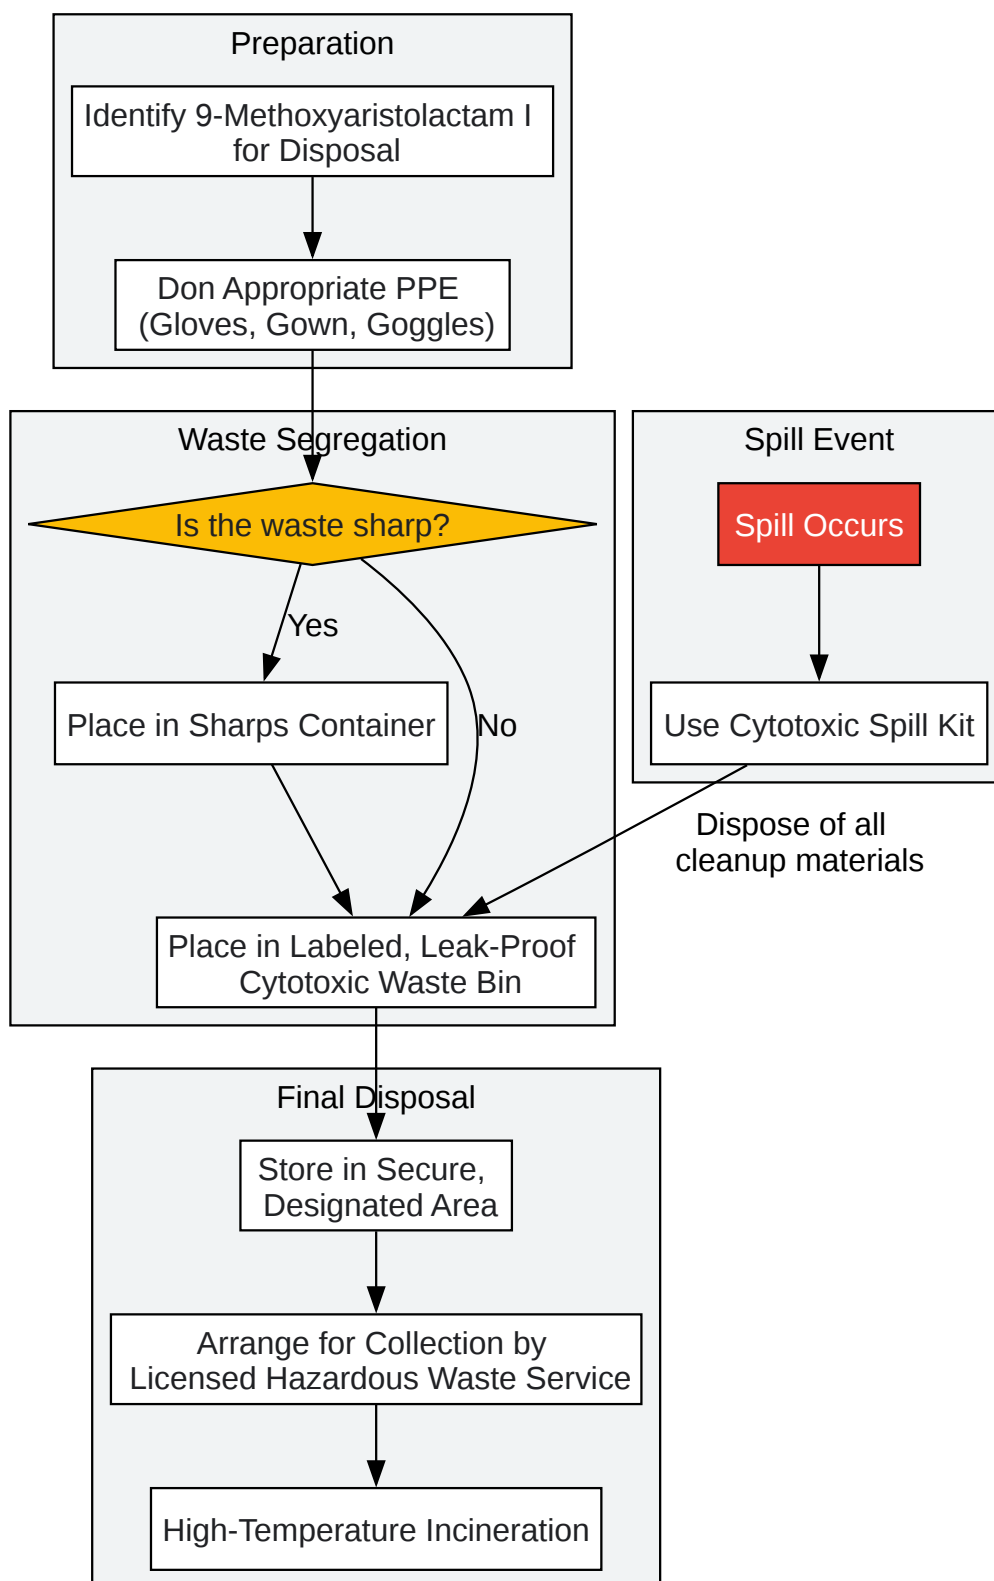 Preparation
Identify 9-Methoxyaristolactam I
for Disposal
Don Appropriate PPE
(Gloves, Gown, Goggles)
Waste Segregation
Is the waste sharp?
Yes
Place in Sharps Container
No
Spill Event
Spill Occurs
Use Cytotoxic Spill Kit
Dispose of all
cleanup materials
Place in Labeled, Leak-Proof
Cytotoxic Waste Bin
Final Disposal
Store in Secure,
Designated Area
Arrange for Collection by
Licensed Hazardous Waste Service
High-Temperature Incineration